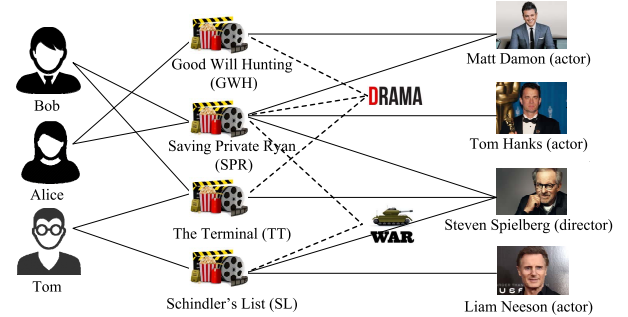 Bob
Alice
Tom
Good Will Hunting
(GWH)
Saving Private Ryan
(SPR)
The Terminal (TT)
Schindler's List (SL)
DRAMA
WAR
Matt Damon (actor)
Tom Hanks (actor)
Steven Spielberg (director)
Liam Neeson (actor)